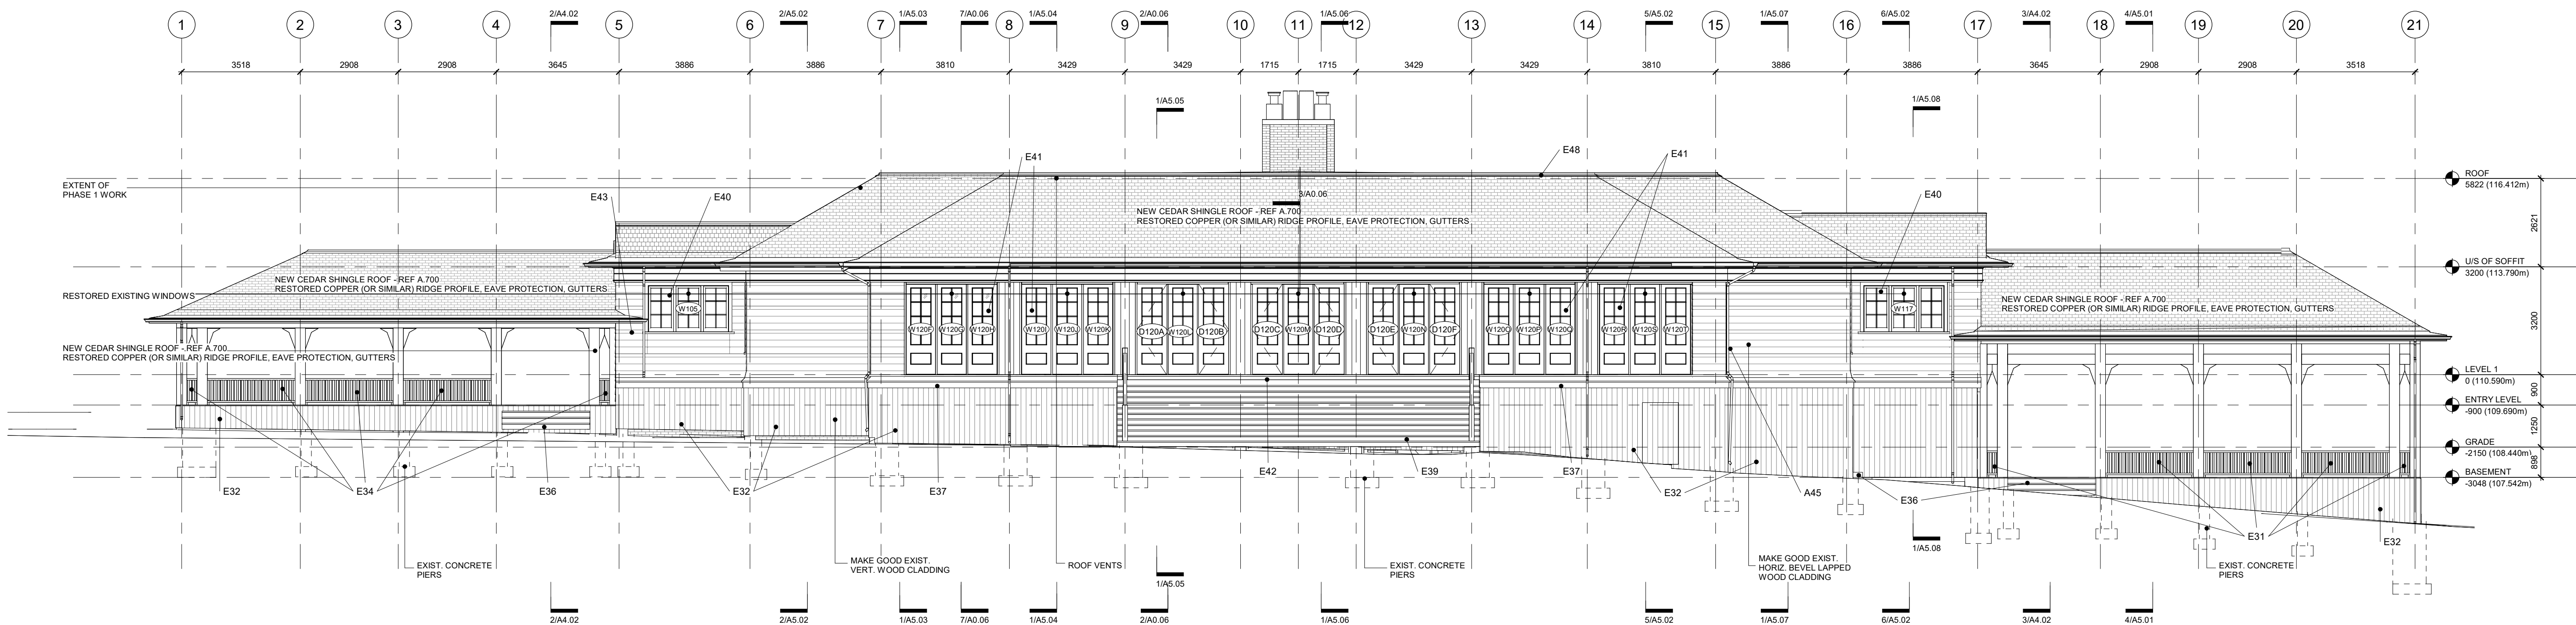 1 2 3 4 5 6 7 8 9 10 11 12 13 14 15 16 17 18 19 20 21
2/A4.02 2/A5.02 1/A5.03 7/A0.06 1/A5.04 2/A0.06 1/A5.06 5/A5.02 1/A5.07 6/A5.02 3/A4.02 4/A5.01
3518 2908 2908 3645 3886 3886 3810 3429 3429 1715 1715 3429 3429 3810 3886 3886 3645 2908 2908 3518
1/A5.05 1/A5.08
E41 E48 E41
EXTENT OF
PHASE 1 WORK
E43 E40
3/A0.06
E40
NEW CEDAR SHINGLE ROOF - REF A.700
RESTORED COPPER (OR SIMILAR) RIDGE PROFILE, EAVE PROTECTION, GUTTERS
ROOF
5822 (116.412m)
2621
U/S OF SOFFIT
3200 (113.790m)
NEW CEDAR SHINGLE ROOF - REF A.700
RESTORED COPPER (OR SIMILAR) RIDGE PROFILE, EAVE PROTECTION, GUTTERS
RESTORED EXISTING WINDOWS
NEW CEDAR SHINGLE ROOF - REF A.700
RESTORED COPPER (OR SIMILAR) RIDGE PROFILE, EAVE PROTECTION, GUTTERS
W105 W117
3200
W120F W120G W120H W120I W120J W120K D120A W120L D120B D120C W120M D120D D120E W120N D120F W120O W120P W120Q W120R W120S W120T
NEW CEDAR SHINGLE ROOF - REF A.700
RESTORED COPPER (OR SIMILAR) RIDGE PROFILE, EAVE PROTECTION, GUTTERS
LEVEL 1
0 (110.590m)
900
ENTRY LEVEL
-900 (109.690m)
1250
GRADE
-2150 (108.440m)
898
BASEMENT
-3048 (107.542m)
E32 E34 E36 E32 E37 E42 E39 E37 E32 A45 E36 E31 E32
EXIST. CONCRETE
PIERS
MAKE GOOD EXIST.
VERT. WOOD CLADDING
ROOF VENTS
EXIST. CONCRETE
PIERS
MAKE GOOD EXIST.
HORIZ. BEVEL LAPPED
WOOD CLADDING
EXIST. CONCRETE
PIERS
1/A5.05 1/A5.08
2/A4.02 2/A5.02 1/A5.03 7/A0.06 1/A5.04 2/A0.06 1/A5.06 5/A5.02 1/A5.07 6/A5.02 3/A4.02 4/A5.01